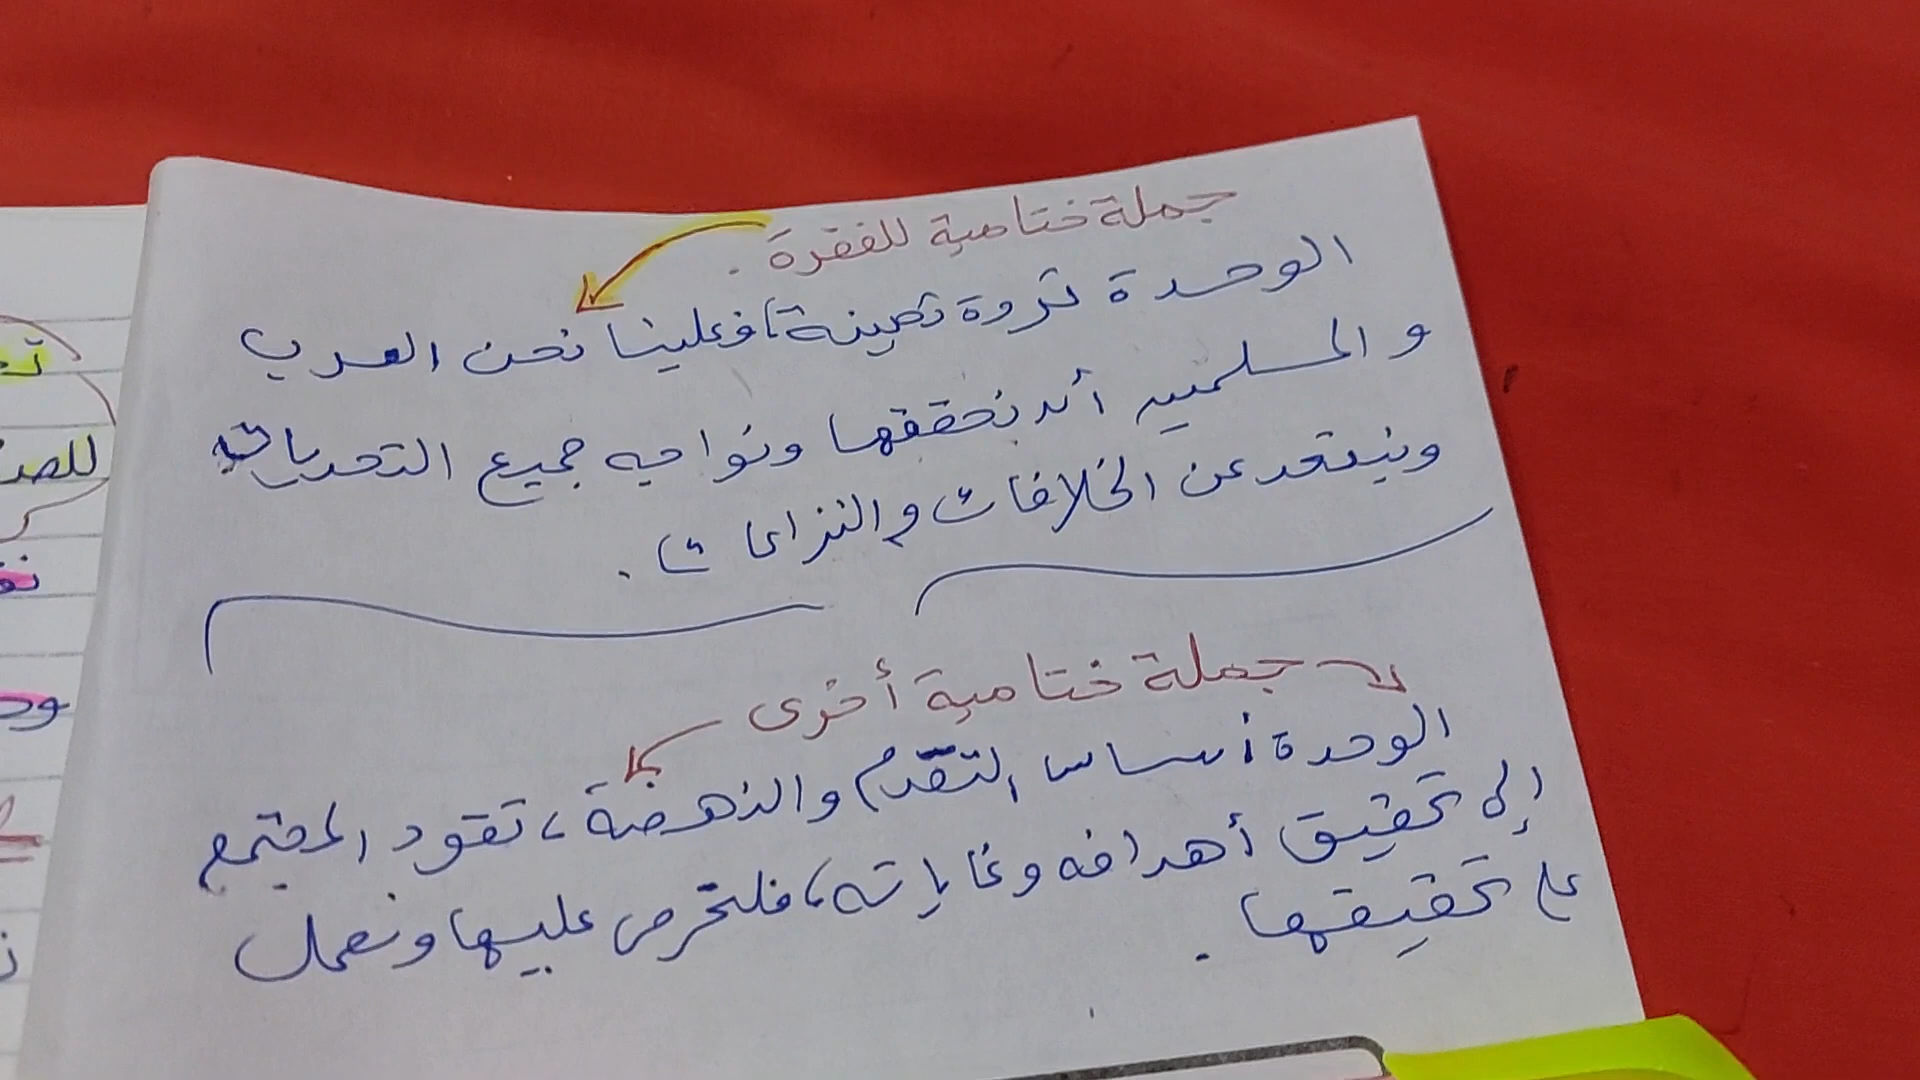 جملة ختامية للفقرة .
الوحدة ثروة ثمينة، فعلينا نحن العرب
و المسلمين أن نحققها ونواجه جميع التحديات
ونبتعد عن الخلافات والنزاعات .
جملة ختامية أخرى
الوحدة أساس التقدم والنهضة، تقود المجتمع
إلى تحقيق أهدافه وغاياته، فلنحرص عليها ونعمل
على تحقيقها .